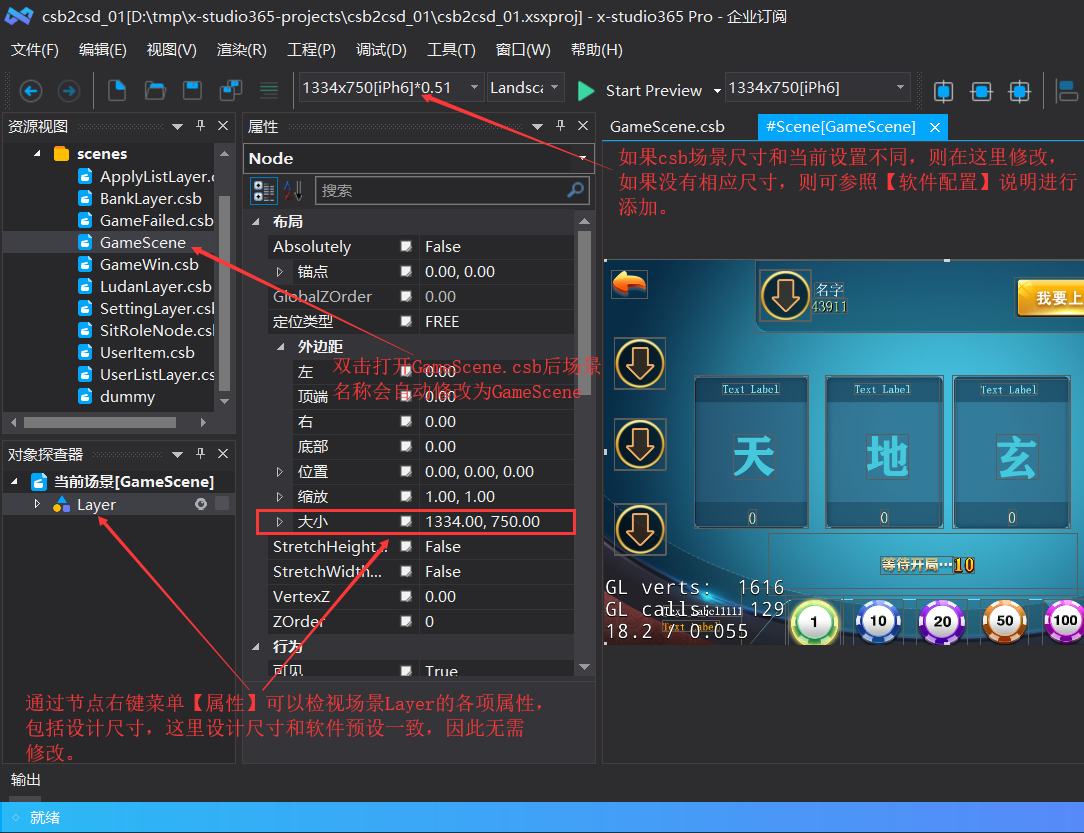 csb2csd_01[D:\tmp\x-studio365-projects\csb2csd_01\csb2csd_01.xsxproj] - x-studio365 Pro - 企业订阅
文件(F) 编辑(E) 视图(V) 渲染(R) 工程(P) 调试(D) 工具(T) 窗口(W) 帮助(H)
1334x750[iPh6]*0.51 Landsc Start Preview 1334x750[iPh6]
资源视图
scenes
ApplyListLayer.c
BankLayer.csb
GameFailed.csb
GameScene
GameWin.csb
LudanLayer.csb
SettingLayer.csl
SitRoleNode.csl
UserItem.csb
UserListLayer.cs
dummy
对象探查器
当前场景[GameScene]
Layer
属性
Node
搜索
布局
Absolutely False
锚点 0.00, 0.00
GlobalZOrder 0.00
定位类型 FREE
外边距
左 0.00
顶端 0.00
右 0.00
底部 0.00
位置 0.00, 0.00, 0.00
缩放 1.00, 1.00
大小 1334.00, 750.00
StretchHeight... False
StretchWidth... False
VertexZ 0.00
ZOrder 0
行为
可见 True
双击打开GameScene.csb后场景
名称会自动修改为GameScene
通过节点右键菜单【属性】可以检视场景Layer的各项属性，
包括设计尺寸，这里设计尺寸和软件预设一致，因此无需
修改。
GameScene.csb #Scene[GameScene]
如果csb场景尺寸和当前设置不同，则在这里修改，
如果没有相应尺寸，则可参照【软件配置】说明进行
添加。
名字
43911
我要上
Text Label Text Label Text Label
天 地 玄
0 0 0
等待开局…10
GL verts: 1616
GL calls: 129
18.2 / 0.055
Text Label
1 10 20 50 100
输出
就绪